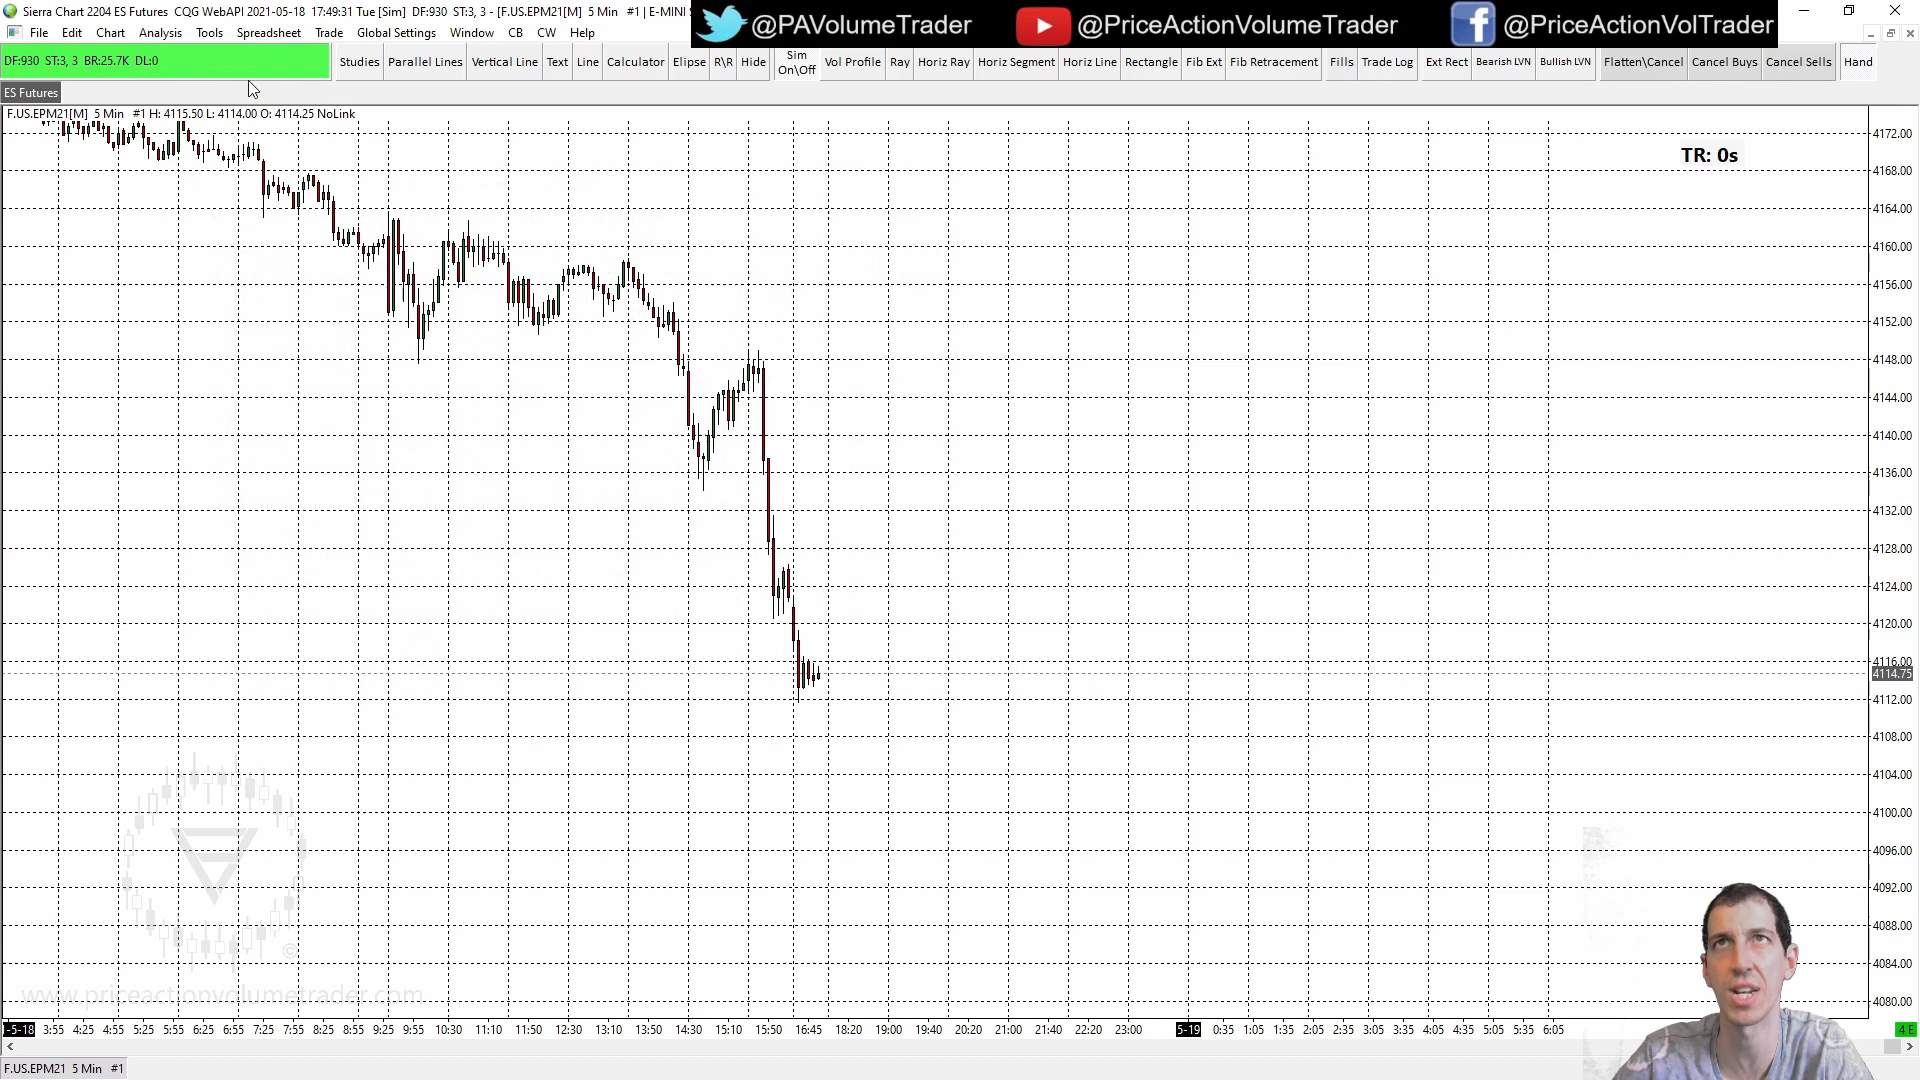 Sierra Chart 2204 ES Futures  CQG WebAPI 2021-05-18  17:49:31 Tue [Sim]  DF:930  ST:3, 3 - [F.US.EPM21[M]  5 Min   #1 | E-MINI S
@PAVolumeTrader @PriceActionVolumeTrader @PriceActionVolTrader
File Edit Chart Analysis Tools Spreadsheet Trade Global Settings Window CB CW Help
DF:930  ST:3, 3  BR:25.7K  DL:0
Studies Parallel Lines Vertical Line Text Line Calculator Elipse R\R Hide Sim On\Off Vol Profile Ray Horiz Ray Horiz Segment Horiz Line Rectangle Fib Ext Fib Retracement Fills Trade Log Ext Rect Bearish LVN Bullish LVN Flatten\Cancel Cancel Buys Cancel Sells Hand
ES Futures
F.US.EPM21[M]  5 Min   #1 H: 4115.50 L: 4114.00 O: 4114.25 NoLink
TR: 0s
4172.00
4168.00
4164.00
4160.00
4156.00
4152.00
4148.00
4144.00
4140.00
4136.00
4132.00
4128.00
4124.00
4120.00
4116.00
4114.75
4112.00
4108.00
4104.00
4100.00
4096.00
4092.00
4088.00
4084.00
4080.00
©
www.priceactionvolumetrader.com
-5-18 3:55 4:25 4:55 5:25 5:55 6:25 6:55 7:25 7:55 8:25 8:55 9:25 9:55 10:30 11:10 11:50 12:30 13:10 13:50 14:30 15:10 15:50 16:45 18:20 19:00 19:40 20:20 21:00 21:40 22:20 23:00 5-19 0:35 1:05 1:35 2:05 2:35 3:05 3:35 4:05 4:35 5:05 5:35 6:05
4 E
F.US.EPM21  5 Min   #1